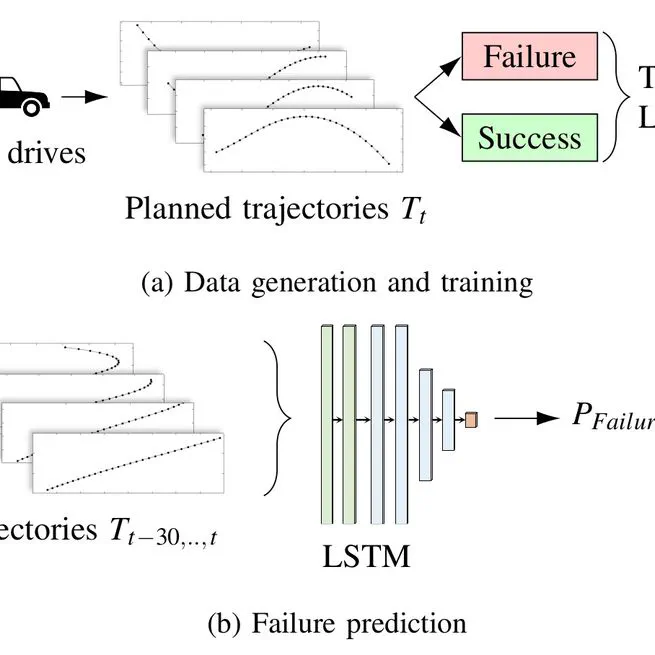 Failure
Success
T
L
drives
Planned trajectories T_t
(a) Data generation and training
ectories T_{t−30,..,t}
LSTM
P_{Failur
(b) Failure prediction